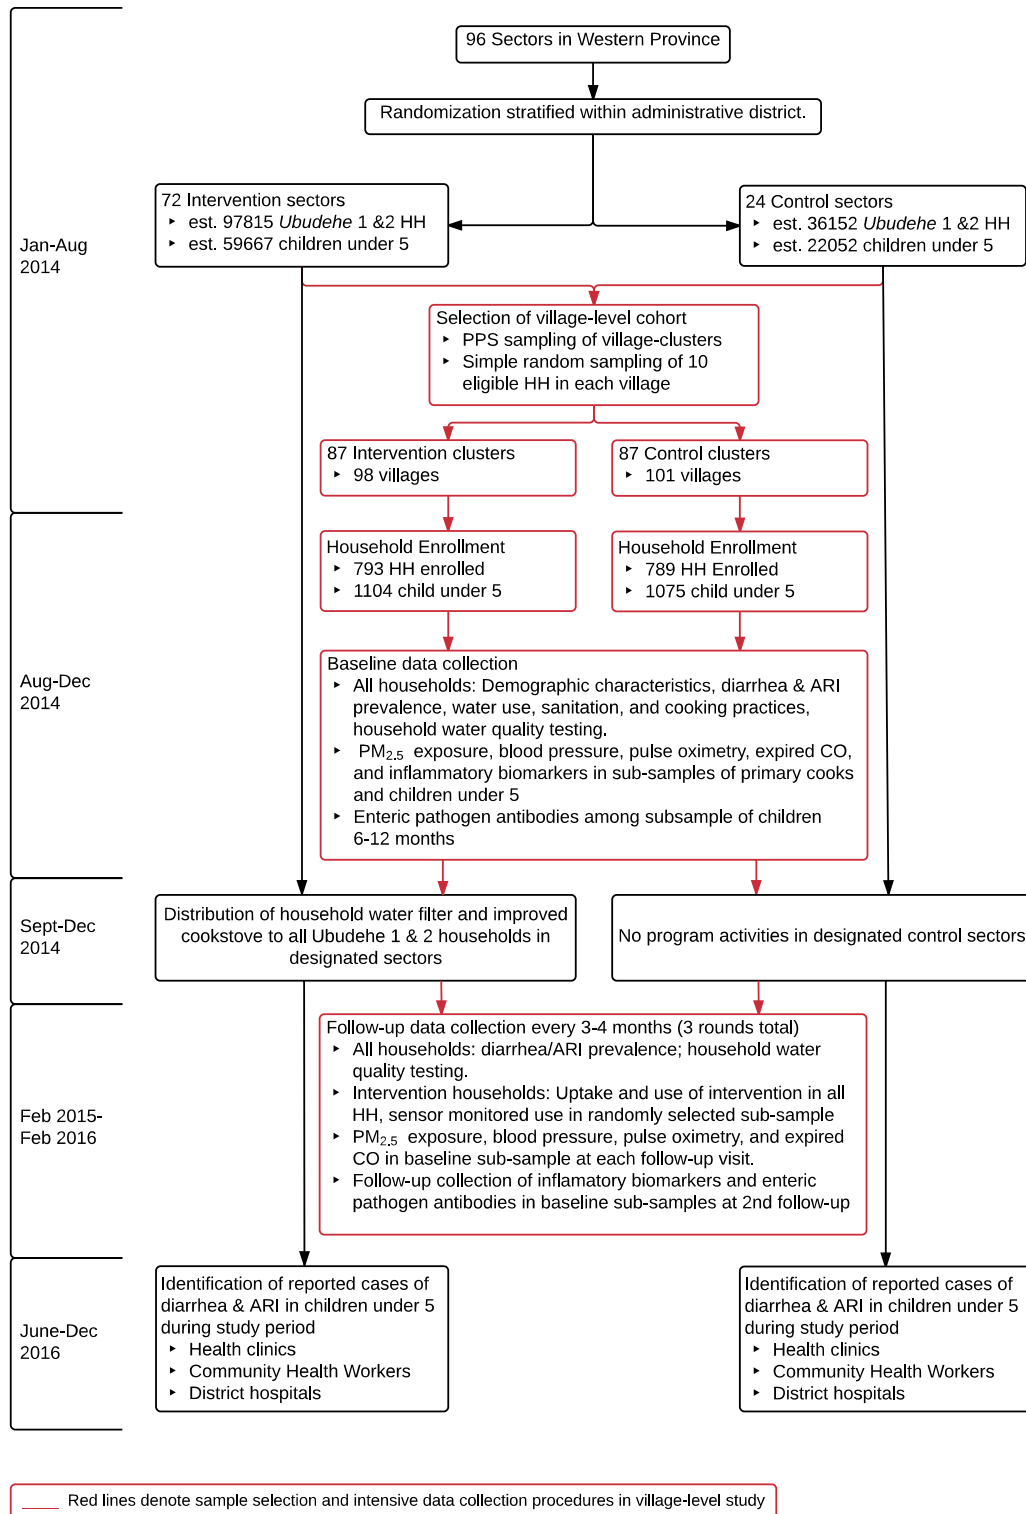 96 Sectors in Western Province
Randomization stratified within administrative district.
Jan-Aug
2014
72 Intervention sectors
‣ est. 97815 Ubudehe 1 &2 HH
‣ est. 59667 children under 5
24 Control sectors
‣ est. 36152 Ubudehe 1 &2 HH
‣ est. 22052 children under 5
Selection of village-level cohort
‣ PPS sampling of village-clusters
‣ Simple random sampling of 10
eligible HH in each village
87 Intervention clusters
‣ 98 villages
87 Control clusters
‣ 101 villages
Aug-Dec
2014
Household Enrollment
‣ 793 HH enrolled
‣ 1104 child under 5
Household Enrollment
‣ 789 HH Enrolled
‣ 1075 child under 5
Baseline data collection
‣ All households: Demographic characteristics, diarrhea & ARI
prevalence, water use, sanitation, and cooking practices,
household water quality testing.
‣ PM2.5 exposure, blood pressure, pulse oximetry, expired CO,
and inflammatory biomarkers in sub-samples of primary cooks
and children under 5
‣ Enteric pathogen antibodies among subsample of children
6-12 months
Sept-Dec
2014
Distribution of household water filter and improved
cookstove to all Ubudehe 1 & 2 households in
designated sectors
No program activities in designated control sectors
Feb 2015-
Feb 2016
Follow-up data collection every 3-4 months (3 rounds total)
‣ All households: diarrhea/ARI prevalence; household water
quality testing.
‣ Intervention households: Uptake and use of intervention in all
HH, sensor monitored use in randomly selected sub-sample
‣ PM2.5 exposure, blood pressure, pulse oximetry, and expired
CO in baseline sub-sample at each follow-up visit.
‣ Follow-up collection of inflamatory biomarkers and enteric
pathogen antibodies in baseline sub-samples at 2nd follow-up
June-Dec
2016
Identification of reported cases of
diarrhea & ARI in children under 5
during study period
‣ Health clinics
‣ Community Health Workers
‣ District hospitals
Identification of reported cases of
diarrhea & ARI in children under 5
during study period
‣ Health clinics
‣ Community Health Workers
‣ District hospitals
Red lines denote sample selection and intensive data collection procedures in village-level study